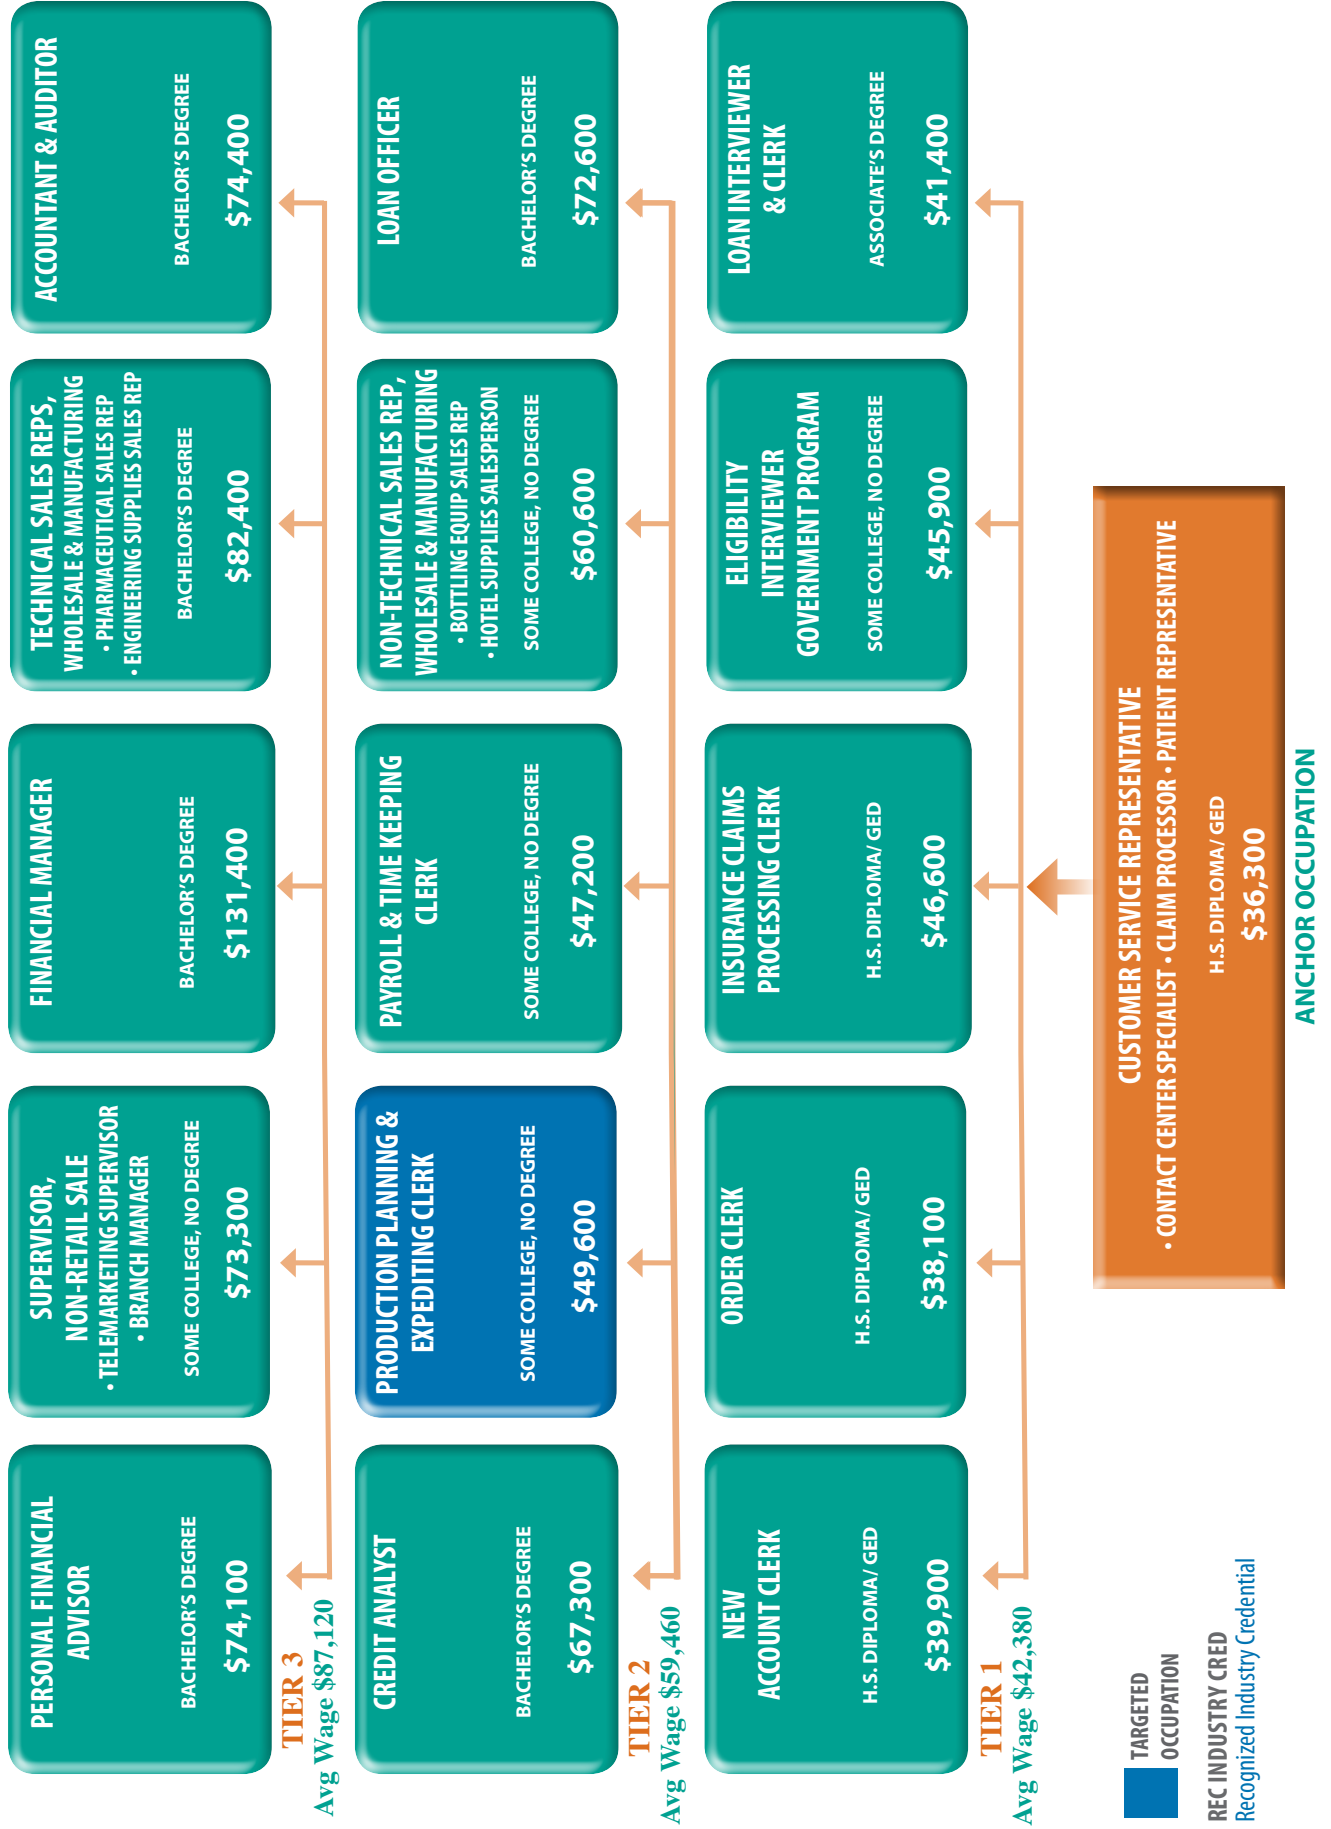 PERSONAL FINANCIAL
ADVISOR
BACHELOR'S DEGREE
$74,100
SUPERVISOR,
NON-RETAIL SALE
• TELEMARKETING SUPERVISOR
• BRANCH MANAGER
SOME COLLEGE, NO DEGREE
$73,300
FINANCIAL MANAGER
BACHELOR'S DEGREE
$131,400
TECHNICAL SALES REPS,
WHOLESALE & MANUFACTURING
• PHARMACEUTICAL SALES REP
• ENGINEERING SUPPLIES SALES REP
BACHELOR'S DEGREE
$82,400
ACCOUNTANT & AUDITOR
BACHELOR'S DEGREE
$74,400
TIER 3
Avg Wage $87,120
CREDIT ANALYST
BACHELOR'S DEGREE
$67,300
PRODUCTION PLANNING &
EXPEDITING CLERK
SOME COLLEGE, NO DEGREE
$49,600
PAYROLL & TIME KEEPING
CLERK
SOME COLLEGE, NO DEGREE
$47,200
NON-TECHNICAL SALES REP,
WHOLESALE & MANUFACTURING
• BOTTLING EQUIP SALES REP
• HOTEL SUPPLIES SALESPERSON
SOME COLLEGE, NO DEGREE
$60,600
LOAN OFFICER
BACHELOR'S DEGREE
$72,600
TIER 2
Avg Wage $59,460
NEW
ACCOUNT CLERK
H.S. DIPLOMA/ GED
$39,900
ORDER CLERK
H.S. DIPLOMA/ GED
$38,100
INSURANCE CLAIMS
PROCESSING CLERK
H.S. DIPLOMA/ GED
$46,600
ELIGIBILITY
INTERVIEWER
GOVERNMENT PROGRAM
SOME COLLEGE, NO DEGREE
$45,900
LOAN INTERVIEWER
& CLERK
ASSOCIATE'S DEGREE
$41,400
TIER 1
Avg Wage $42,380
CUSTOMER SERVICE REPRESENTATIVE
• CONTACT CENTER SPECIALIST • CLAIM PROCESSOR • PATIENT REPRESENTATIVE
H.S. DIPLOMA/ GED
$36,300
ANCHOR OCCUPATION
TARGETED
OCCUPATION
REC INDUSTRY CRED
Recognized Industry Credential